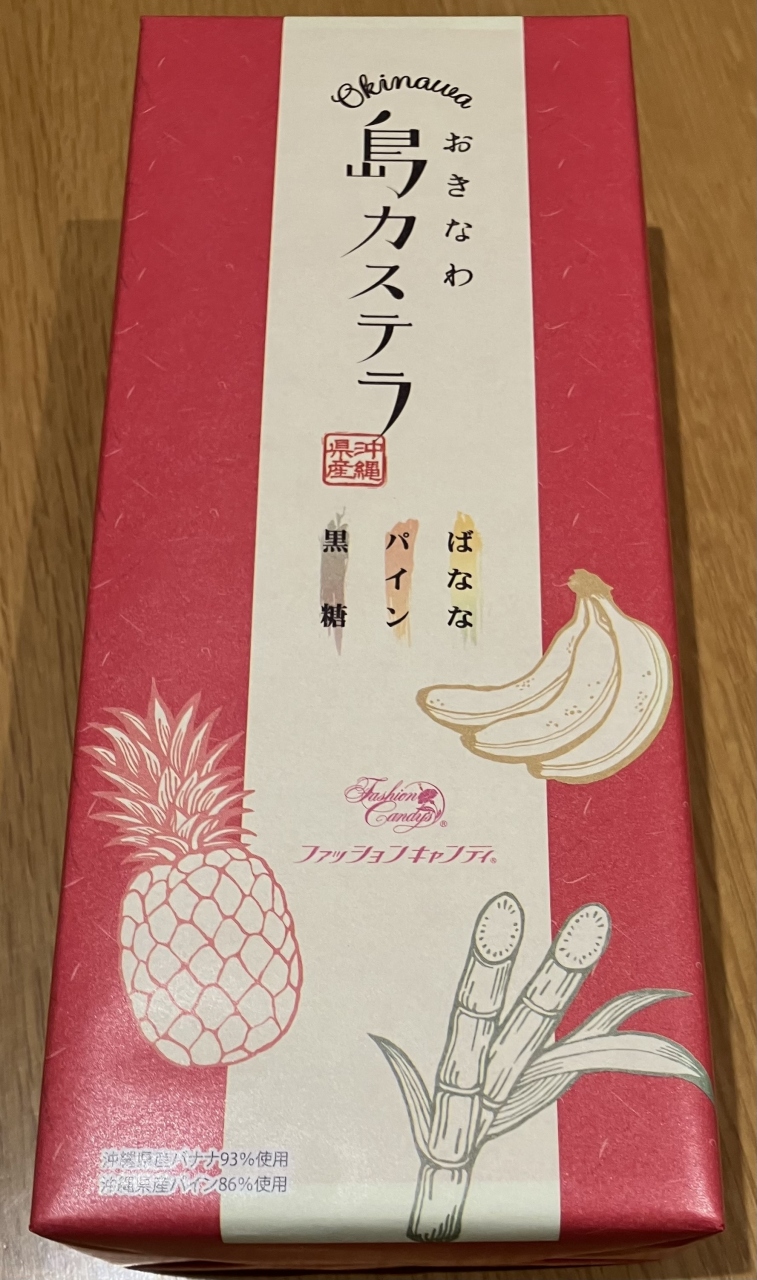 Okinawa
おきなわ
島カステラ
沖縄
県産
ばなな
パイン
黒糖
Fashion
Candy's®
ファッションキャンディ®
沖縄県産バナナ93%使用
沖縄県産パイン86%使用